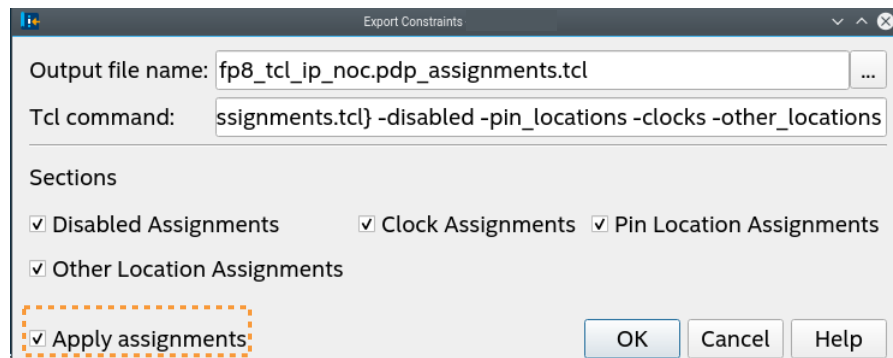 Export Constraints
Output file name: fp8_tcl_ip_noc.pdp_assignments.tcl ...
Tcl command: ssignments.tcl} -disabled -pin_locations -clocks -other_locations
Sections
Disabled Assignments Clock Assignments Pin Location Assignments
Other Location Assignments
Apply assignments OK Cancel Help